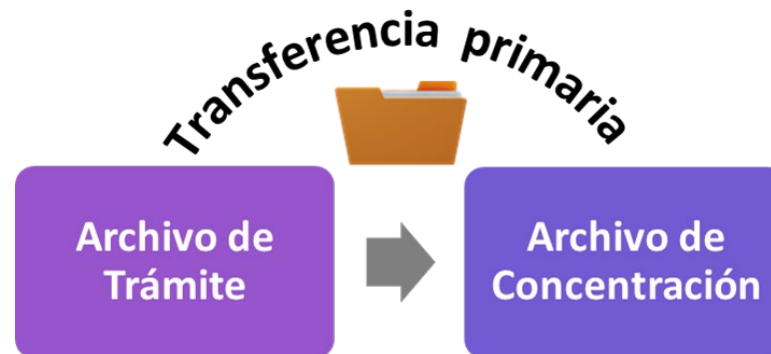 Transferencia primaria
Archivo de
Trámite
Archivo de
Concentración